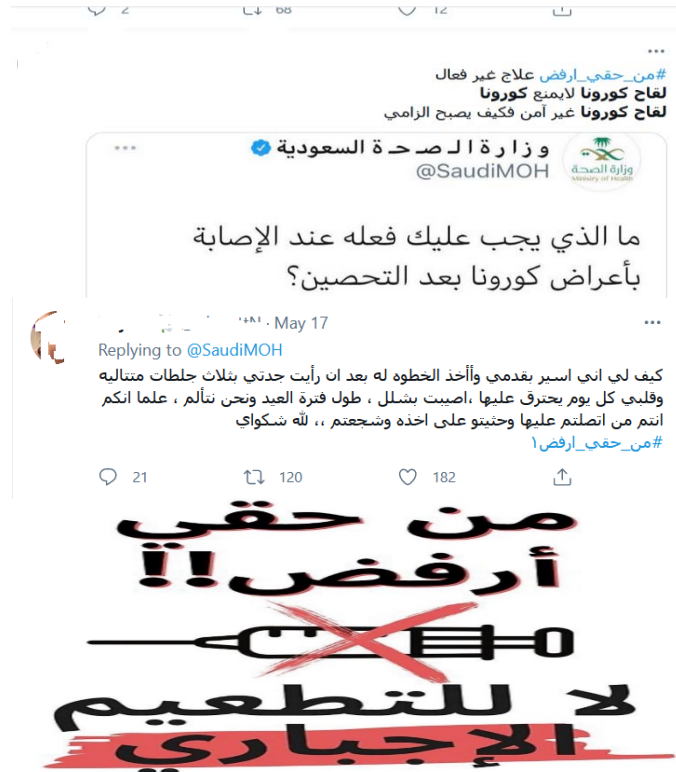 2 68 12
#من_حقي_ارفض علاج غير فعال
لقاح كورونا لايمنع كورونا
لقاح كورونا غير آمن فكيف يصبح الزامي
وزارة الـصـحـة السعودية
@SaudiMOH
وزارة الصحة
Ministry of Health
ما الذي يجب عليك فعله عند الإصابة
بأعراض كورونا بعد التحصين؟
· May 17
Replying to @SaudiMOH
كيف لي اني اسير بقدمي وأأخذ الخطوه له بعد ان رأيت جدتي بثلاث جلطات متتاليه
وقلبي كل يوم يحترق عليها ،اصيبت بشلل ، طول فترة العيد ونحن نتألم ، علما انكم
انتم من اتصلتم عليها وحثيتو على اخذه وشجعتم ،، لله شكواي
#من_حقي_ارفض١
21 120 182
من حقي
أرفض!!
لا للتطعيم
الإجباري